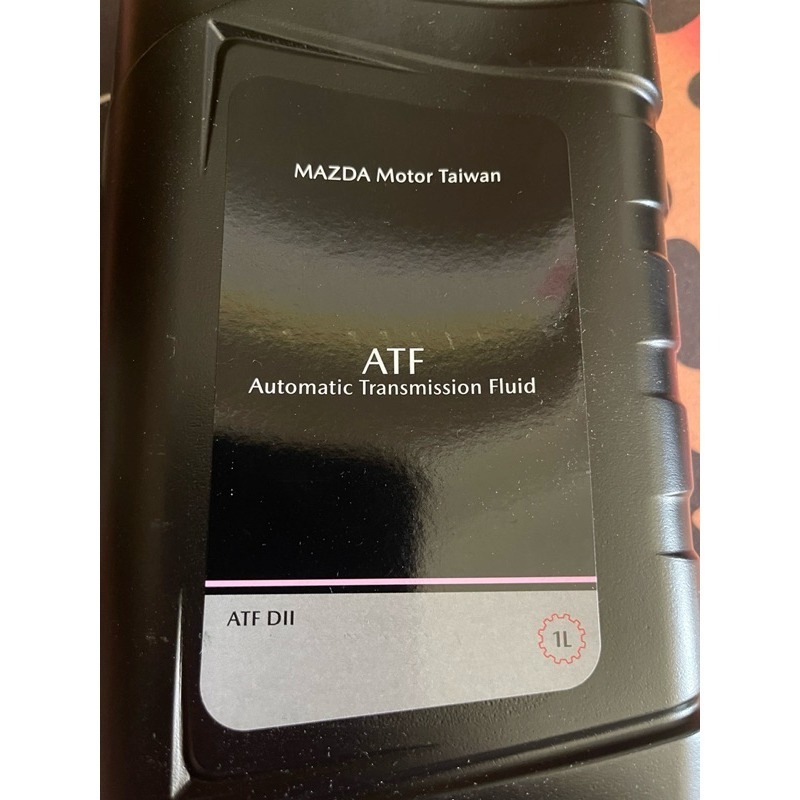 MAZDA Motor Taiwan
ATF
Automatic Transmission Fluid
ATF DII
1L